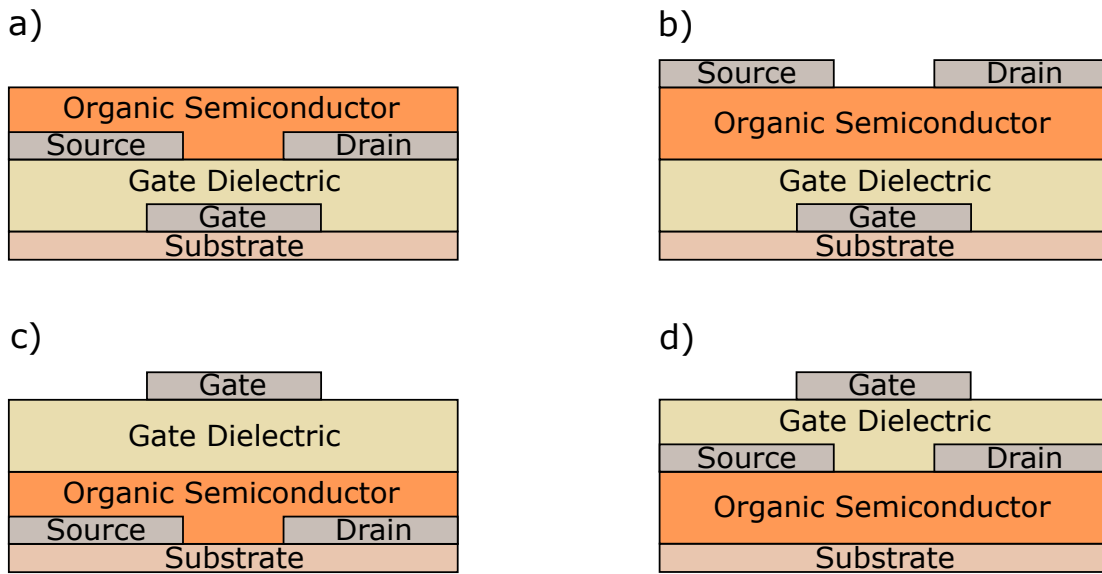 a)
Organic Semiconductor
Source Drain
Gate Dielectric
Gate
Substrate
b)
Source Drain
Organic Semiconductor
Gate Dielectric
Gate
Substrate
c)
Gate
Gate Dielectric
Organic Semiconductor
Source Drain
Substrate
d)
Gate
Gate Dielectric
Source Drain
Organic Semiconductor
Substrate